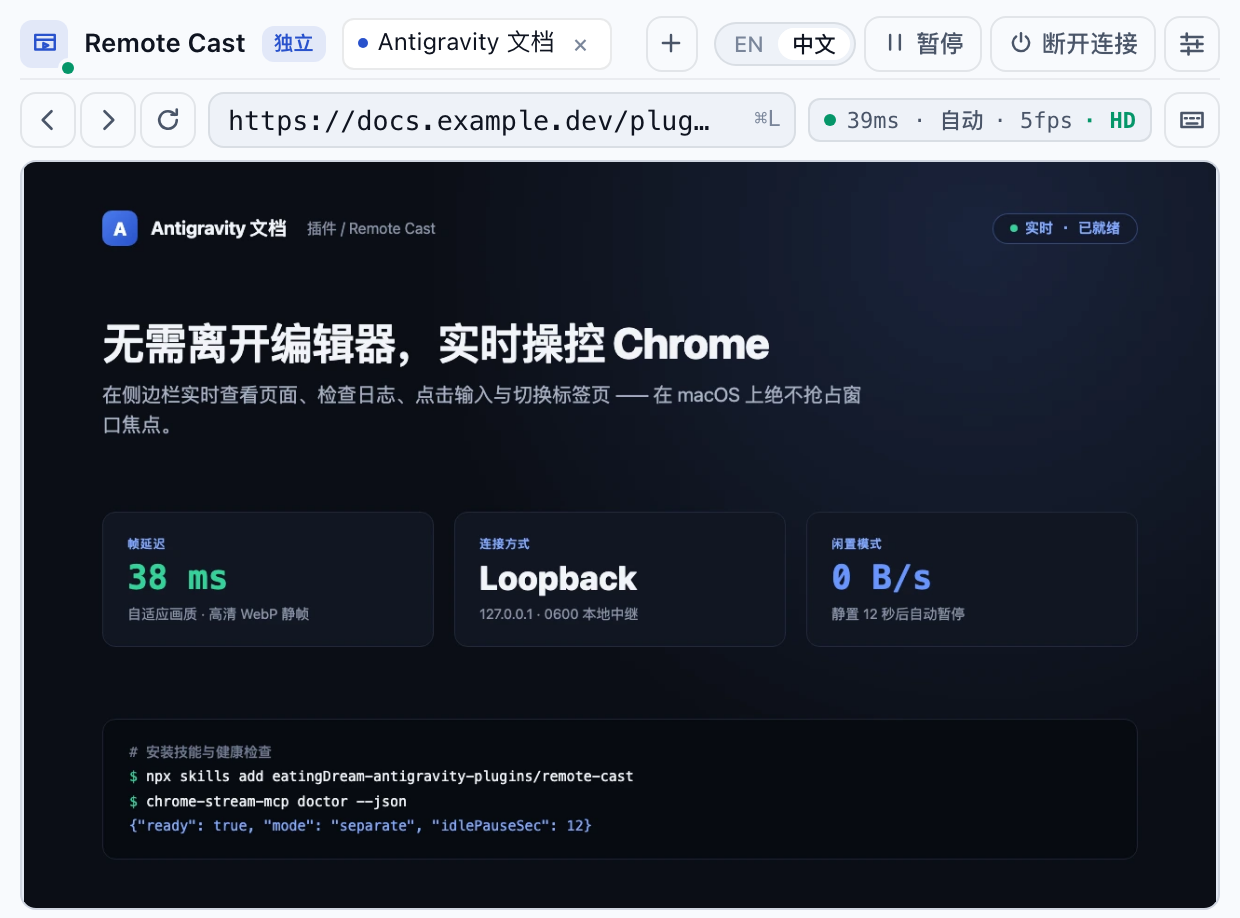 Remote Cast 独立 Antigravity 文档 × + EN 中文 暂停 断开连接
https://docs.example.dev/plug… ⌘L 39ms · 自动 · 5fps · HD
A Antigravity 文档 插件 / Remote Cast 实时 · 已就绪
无需离开编辑器，实时操控 Chrome
在侧边栏实时查看页面、检查日志、点击输入与切换标签页 —— 在 macOS 上绝不抢占窗
口焦点。
帧延迟
38 ms
自适应画质 · 高清 WebP 静帧
连接方式
Loopback
127.0.0.1 · 0600 本地中继
闲置模式
0 B/s
静置 12 秒后自动暂停
# 安装技能与健康检查
$ npx skills add eatingDream-antigravity-plugins/remote-cast
$ chrome-stream-mcp doctor --json
{"ready": true, "mode": "separate", "idlePauseSec": 12}